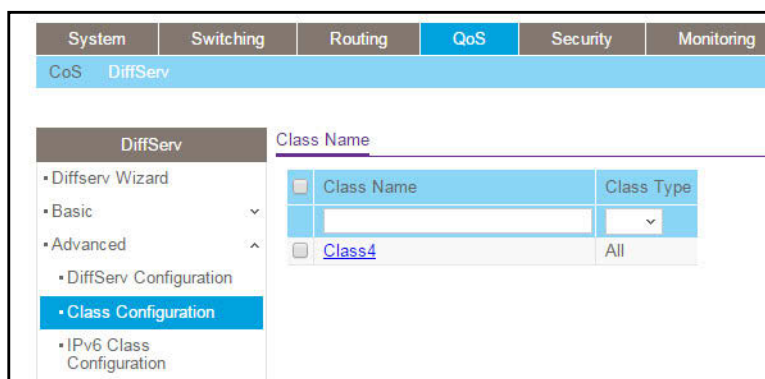 System Switching Routing QoS Security Monitoring
CoS DiffServ
DiffServ
Diffserv Wizard
Basic
Advanced
DiffServ Configuration
Class Configuration
IPv6 Class
Configuration
Class Name
Class Name Class Type
Class4 All